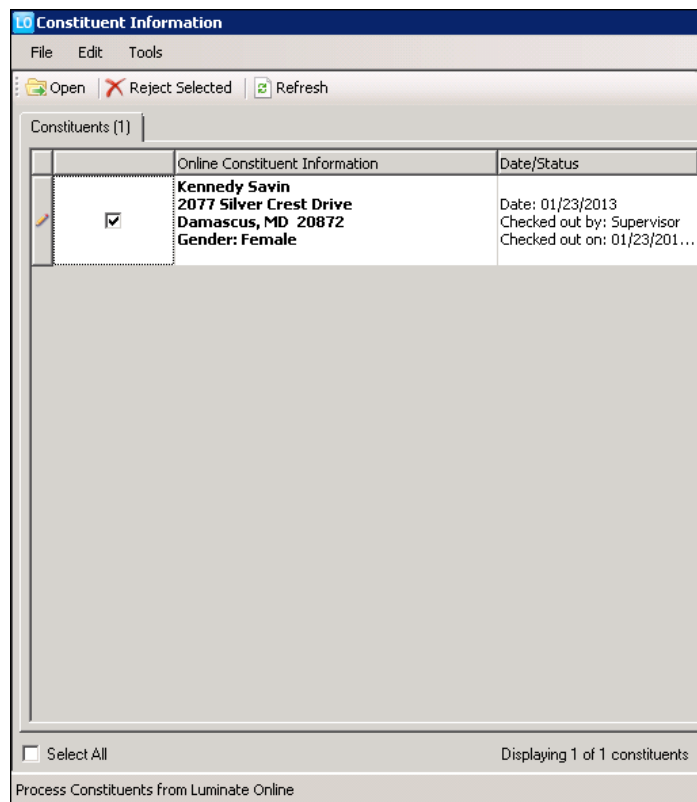 LO Constituent Information
File Edit Tools
Open Reject Selected Refresh
Constituents (1)
Online Constituent Information Date/Status
Kennedy Savin
2077 Silver Crest Drive
Damascus, MD 20872
Gender: Female
Date: 01/23/2013
Checked out by: Supervisor
Checked out on: 01/23/201...
Select All Displaying 1 of 1 constituents
Process Constituents from Luminate Online